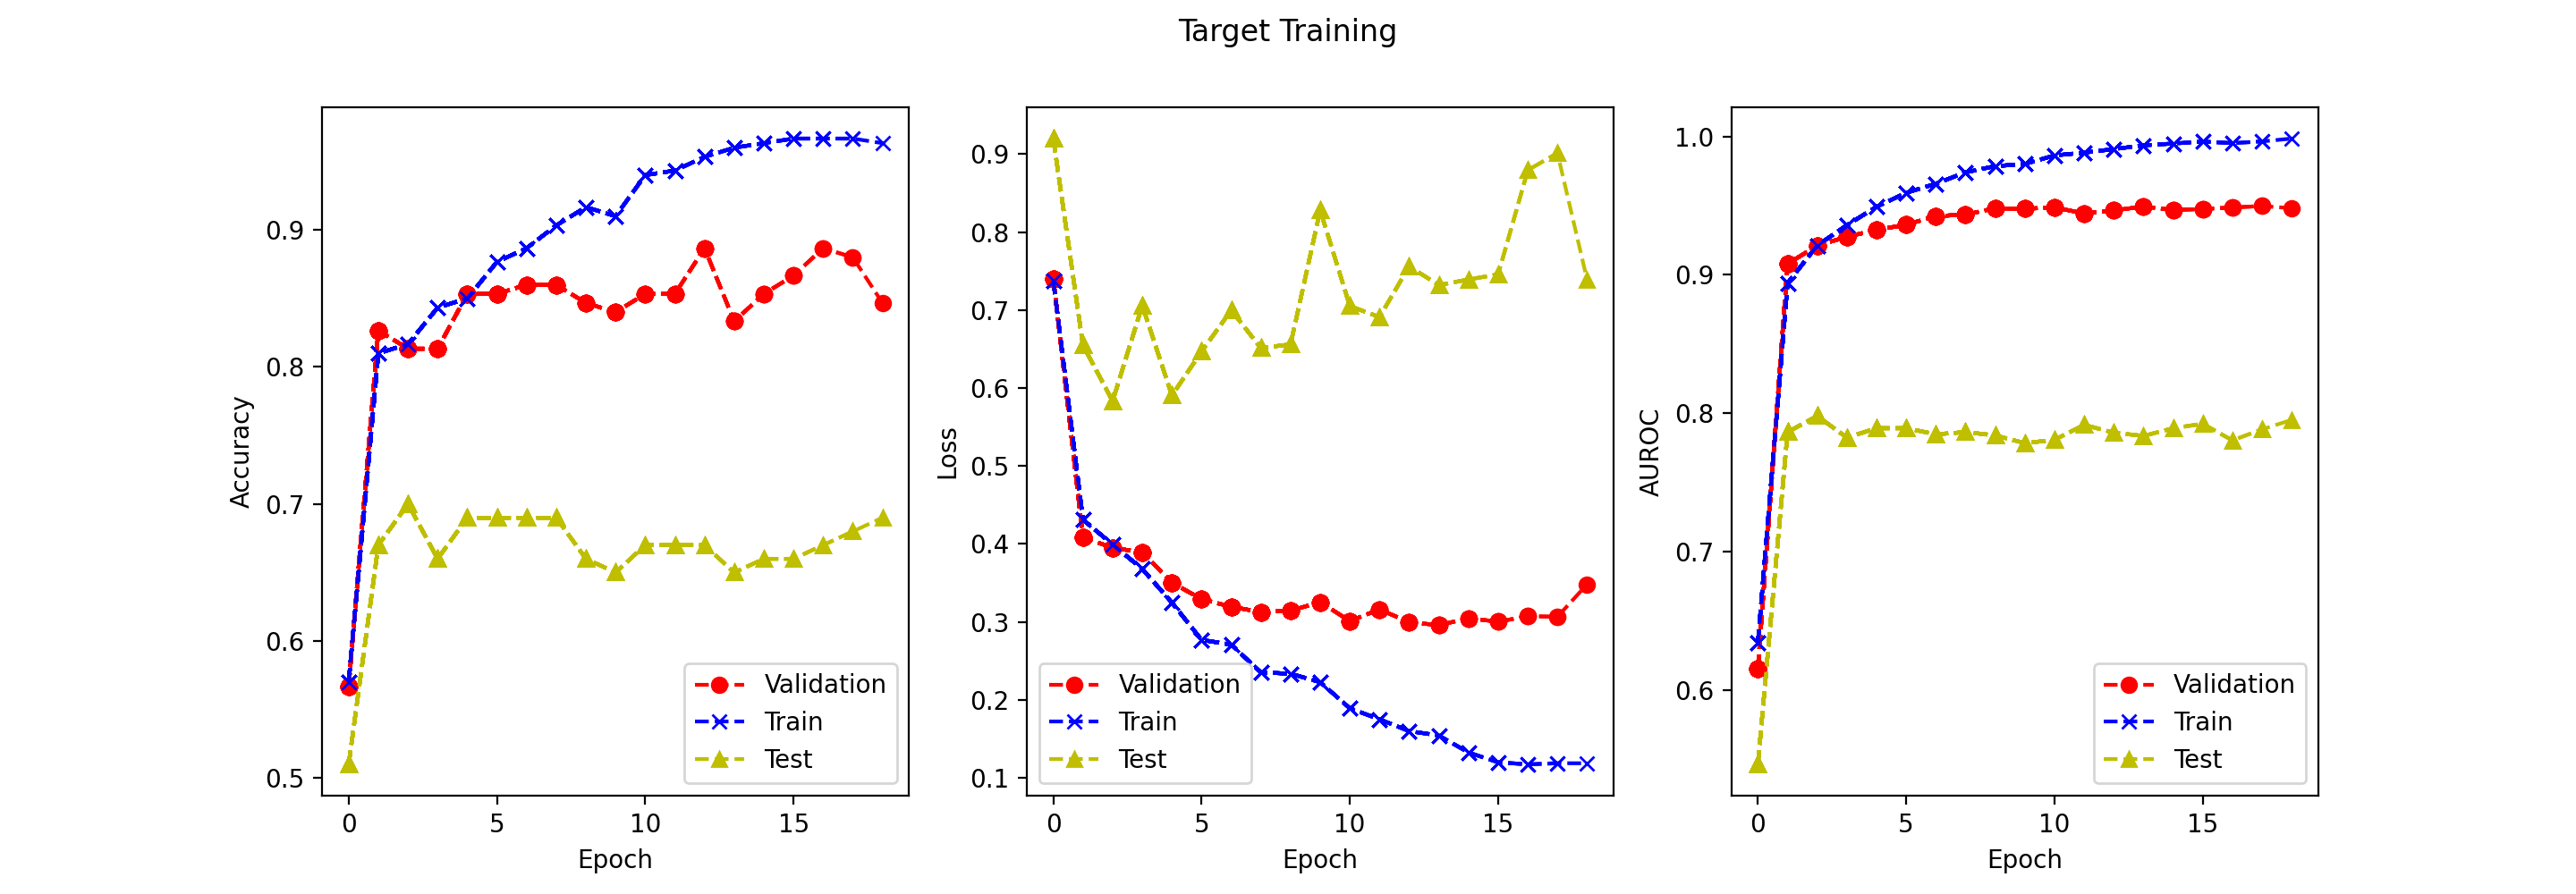 Target Training
Accuracy
0.9
0.8
0.7
0.6
0.5
0
5
10
15
Epoch
Validation
Train
Test
Loss
0.9
0.8
0.7
0.6
0.5
0.4
0.3
0.2
0.1
0
5
10
15
Epoch
Validation
Train
Test
AUROC
1.0
0.9
0.8
0.7
0.6
0
5
10
15
Epoch
Validation
Train
Test